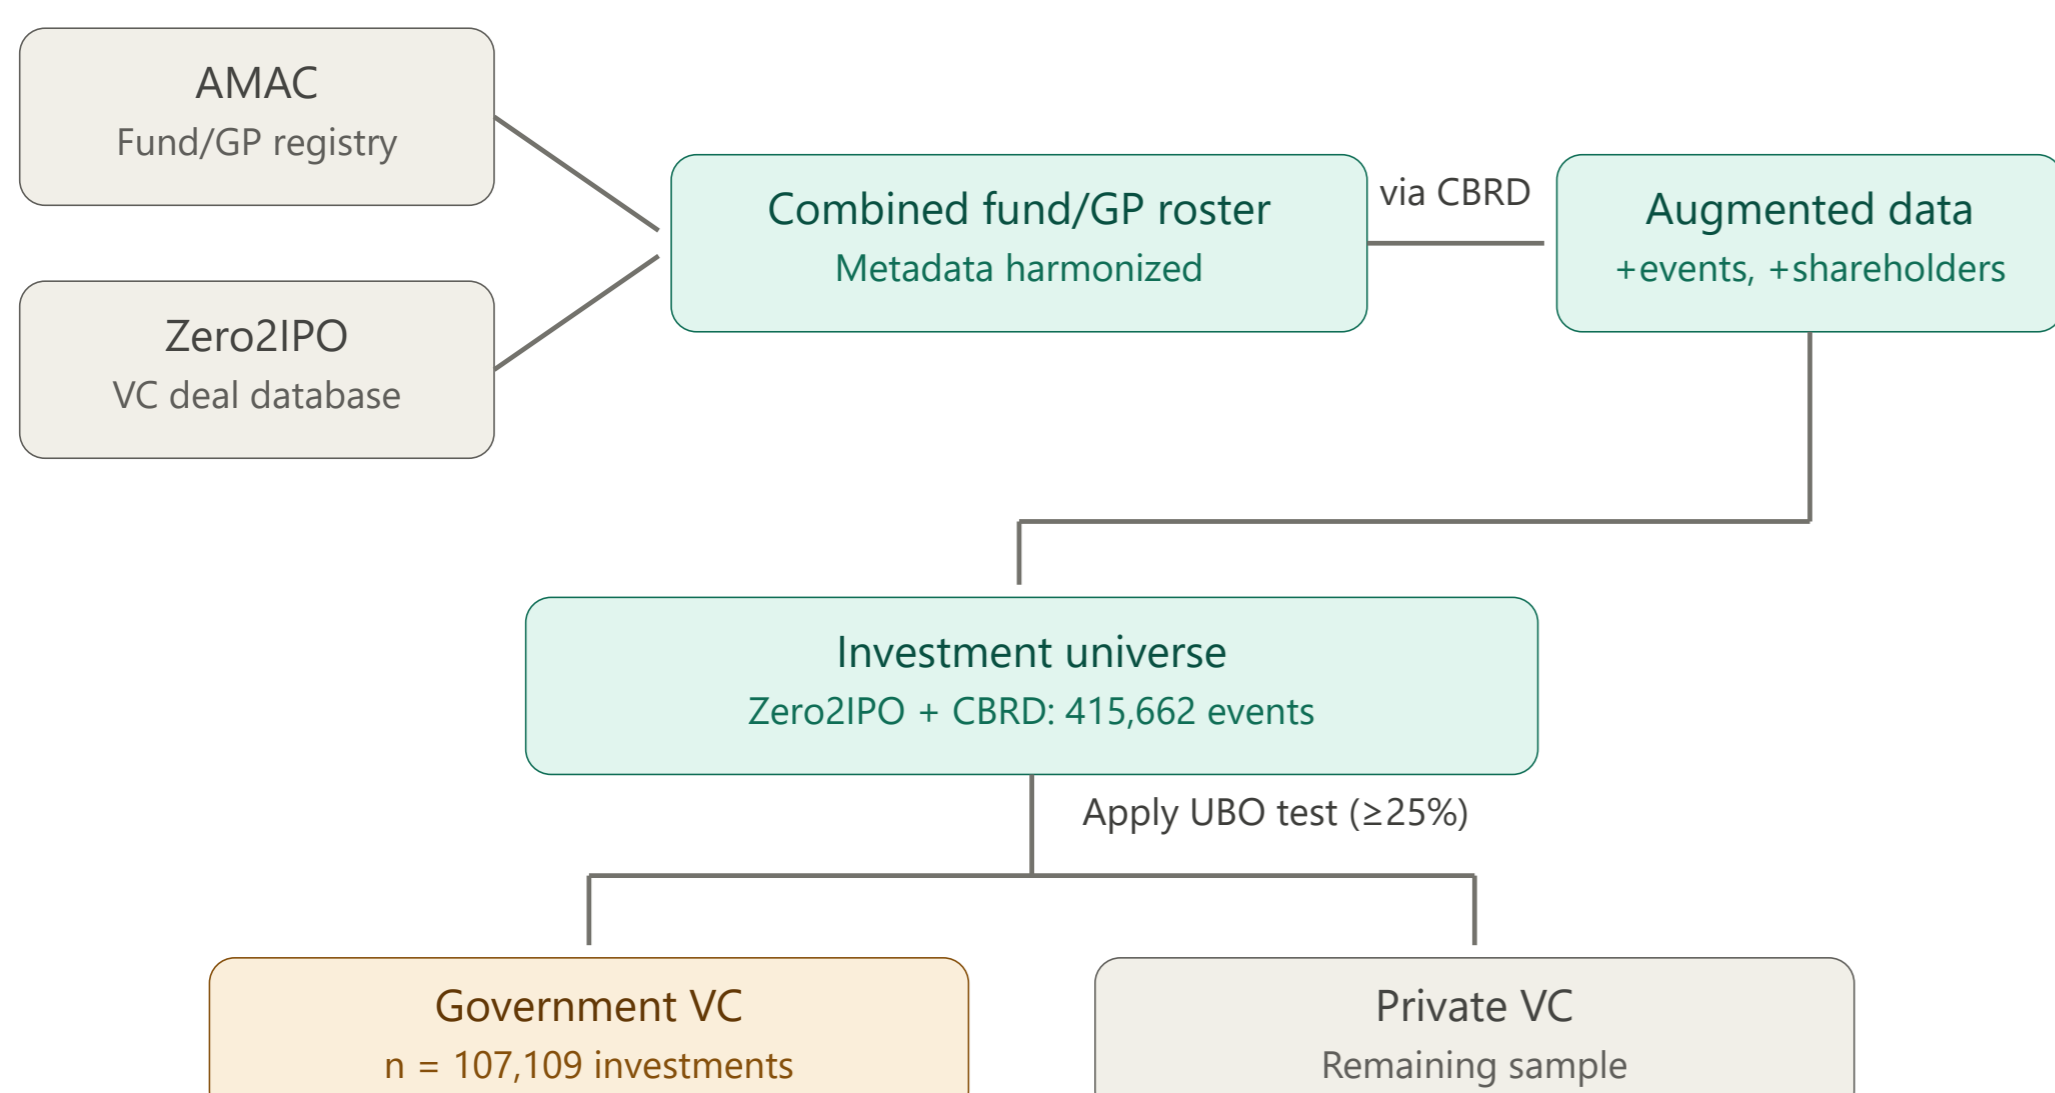 AMAC
Fund/GP registry
Zero2IPO
VC deal database
Combined fund/GP roster
Metadata harmonized
via CBRD
Augmented data
+events, +shareholders
Investment universe
Zero2IPO + CBRD: 415,662 events
Apply UBO test (≥25%)
Government VC
n = 107,109 investments
Private VC
Remaining sample